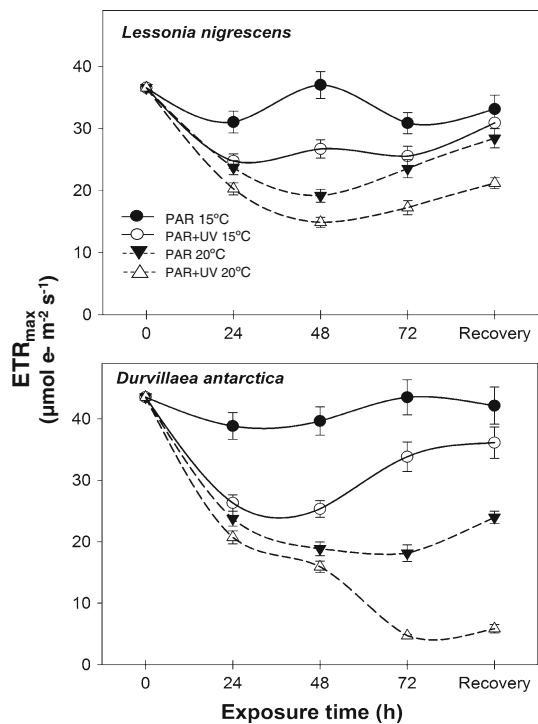 Lessonia nigrescens
40
30
20
10
0
PAR 15ºC
PAR+UV 15ºC
PAR 20ºC
PAR+UV 20ºC
0 24 48 72 Recovery
ETRmax
(µmol e- m-2 s-1)
Durvillaea antarctica
40
30
20
10
0
0 24 48 72 Recovery
Exposure time (h)